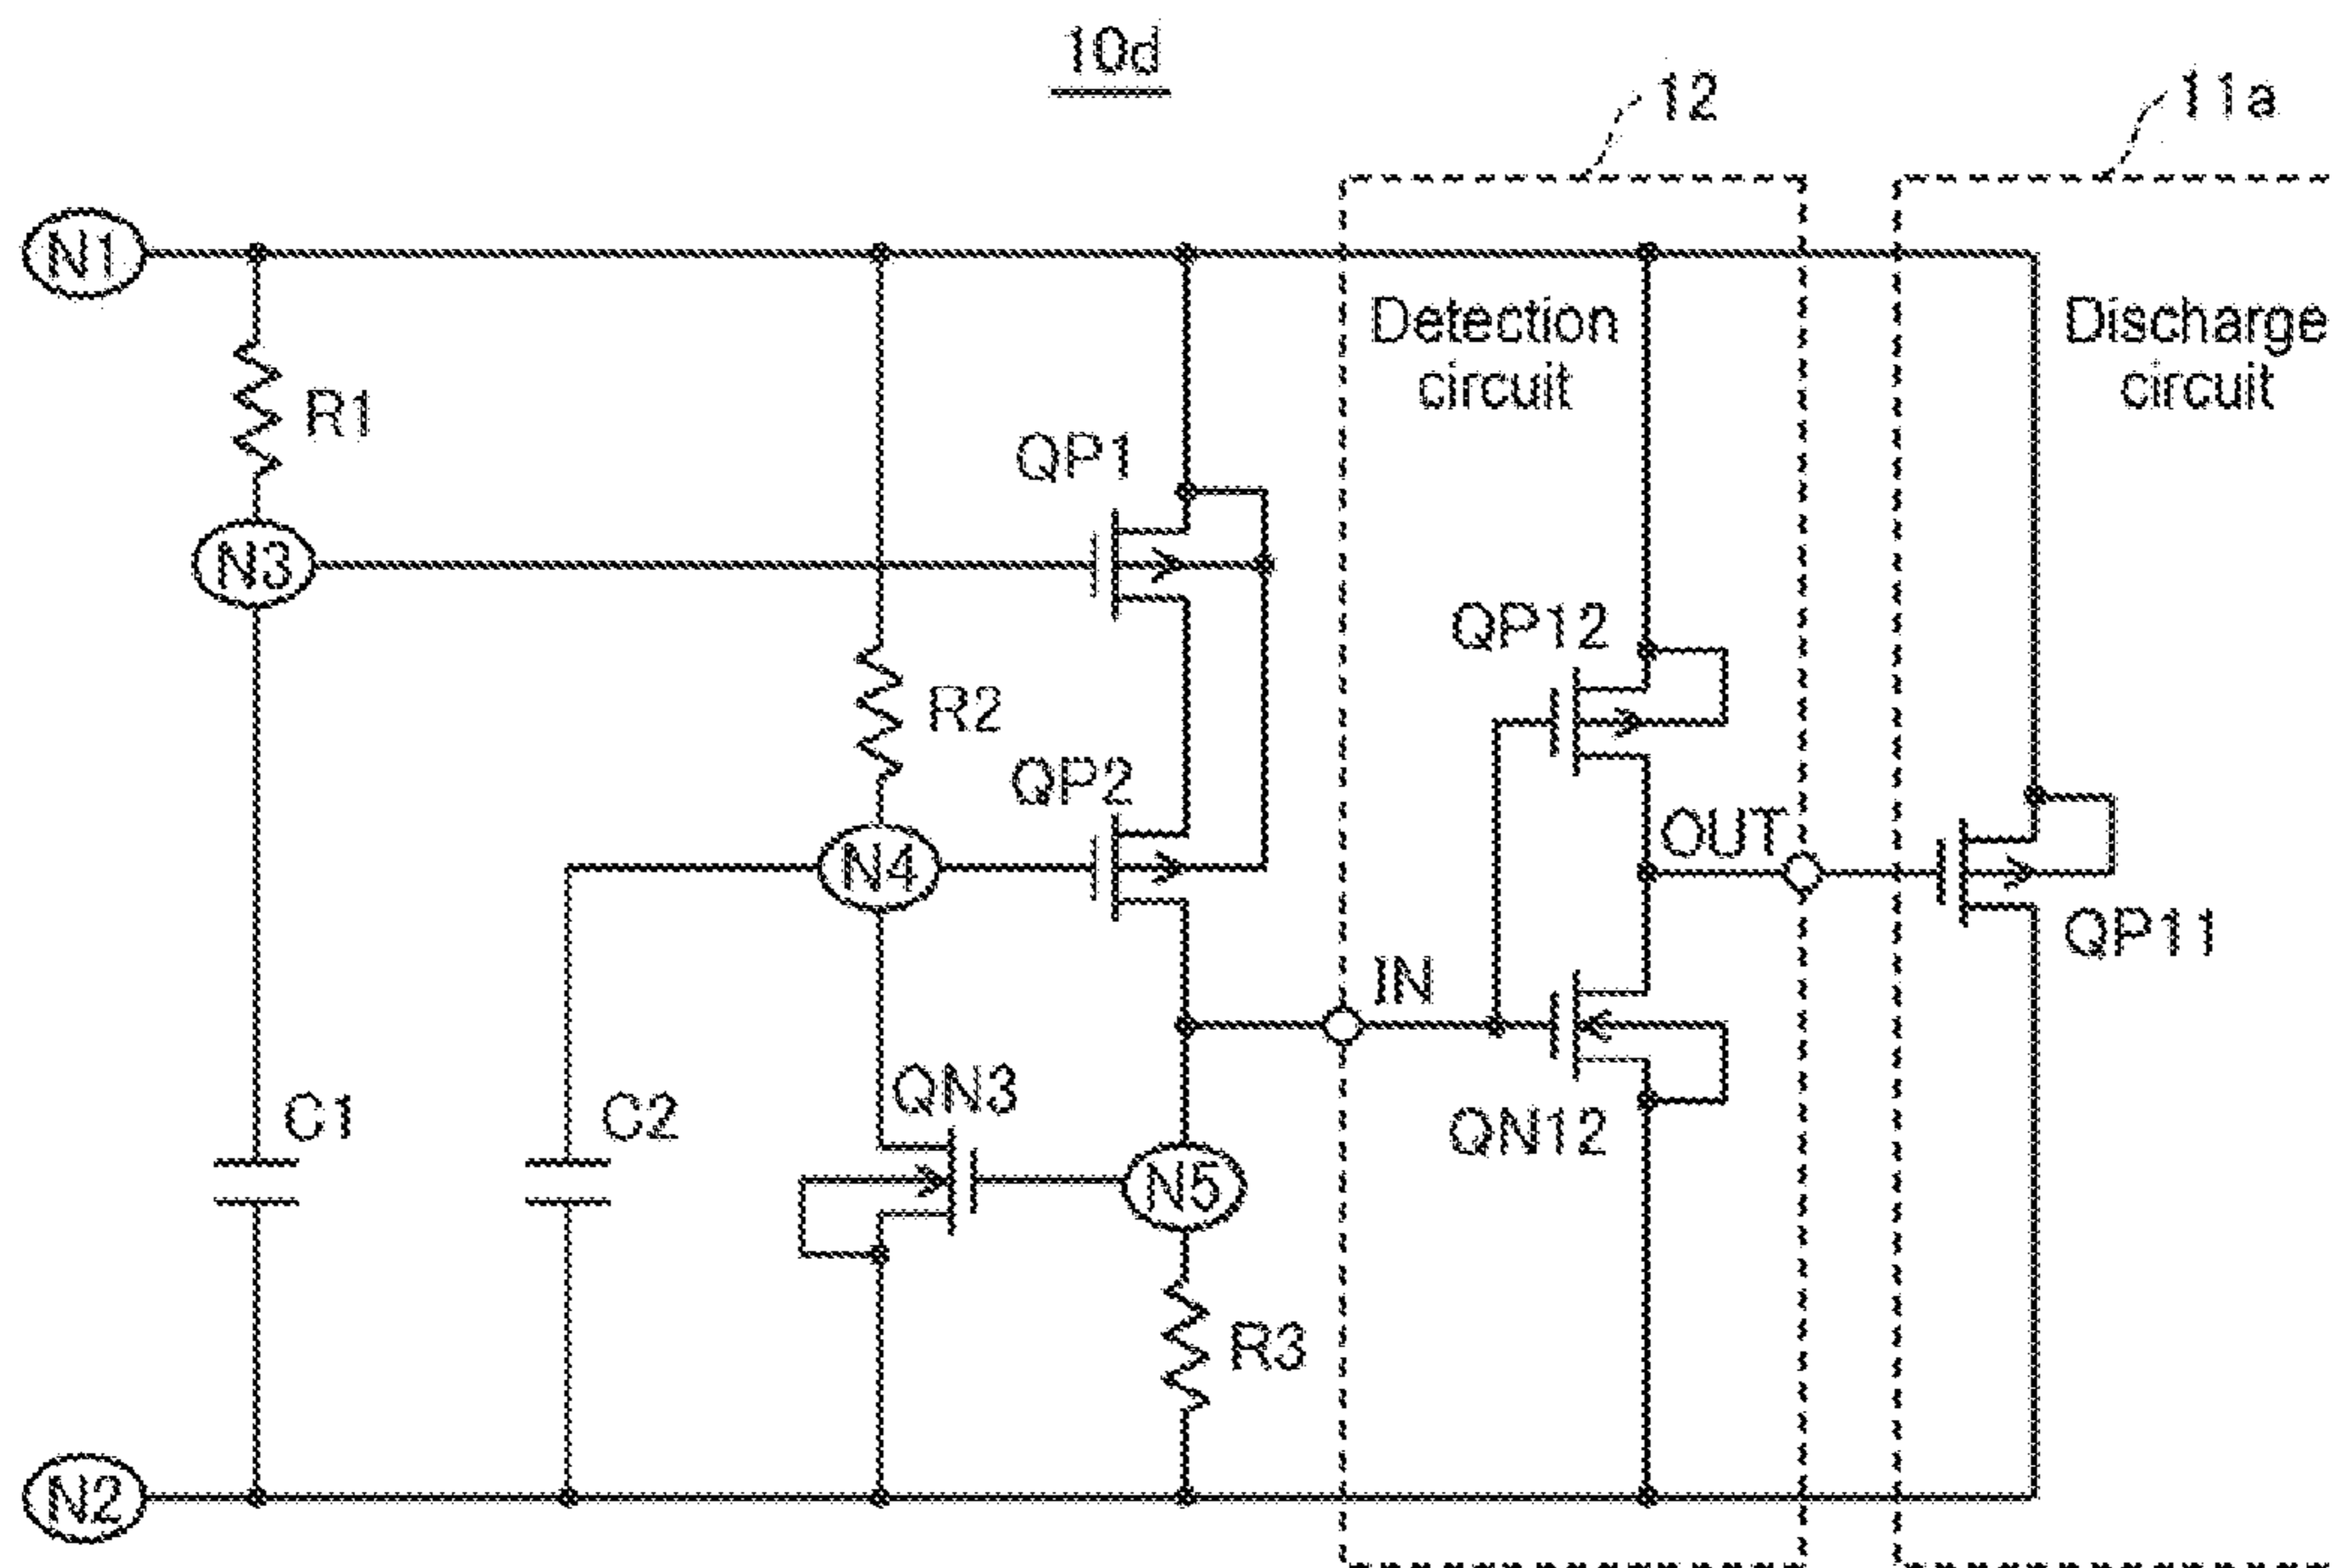 10d
12
11a
N1
Detection
circuit
Discharge
circuit
R1
QP1
N3
QP12
R2
QP2
OUT
N4
QP11
IN
QN3
C1
C2
QN12
N5
R3
N2